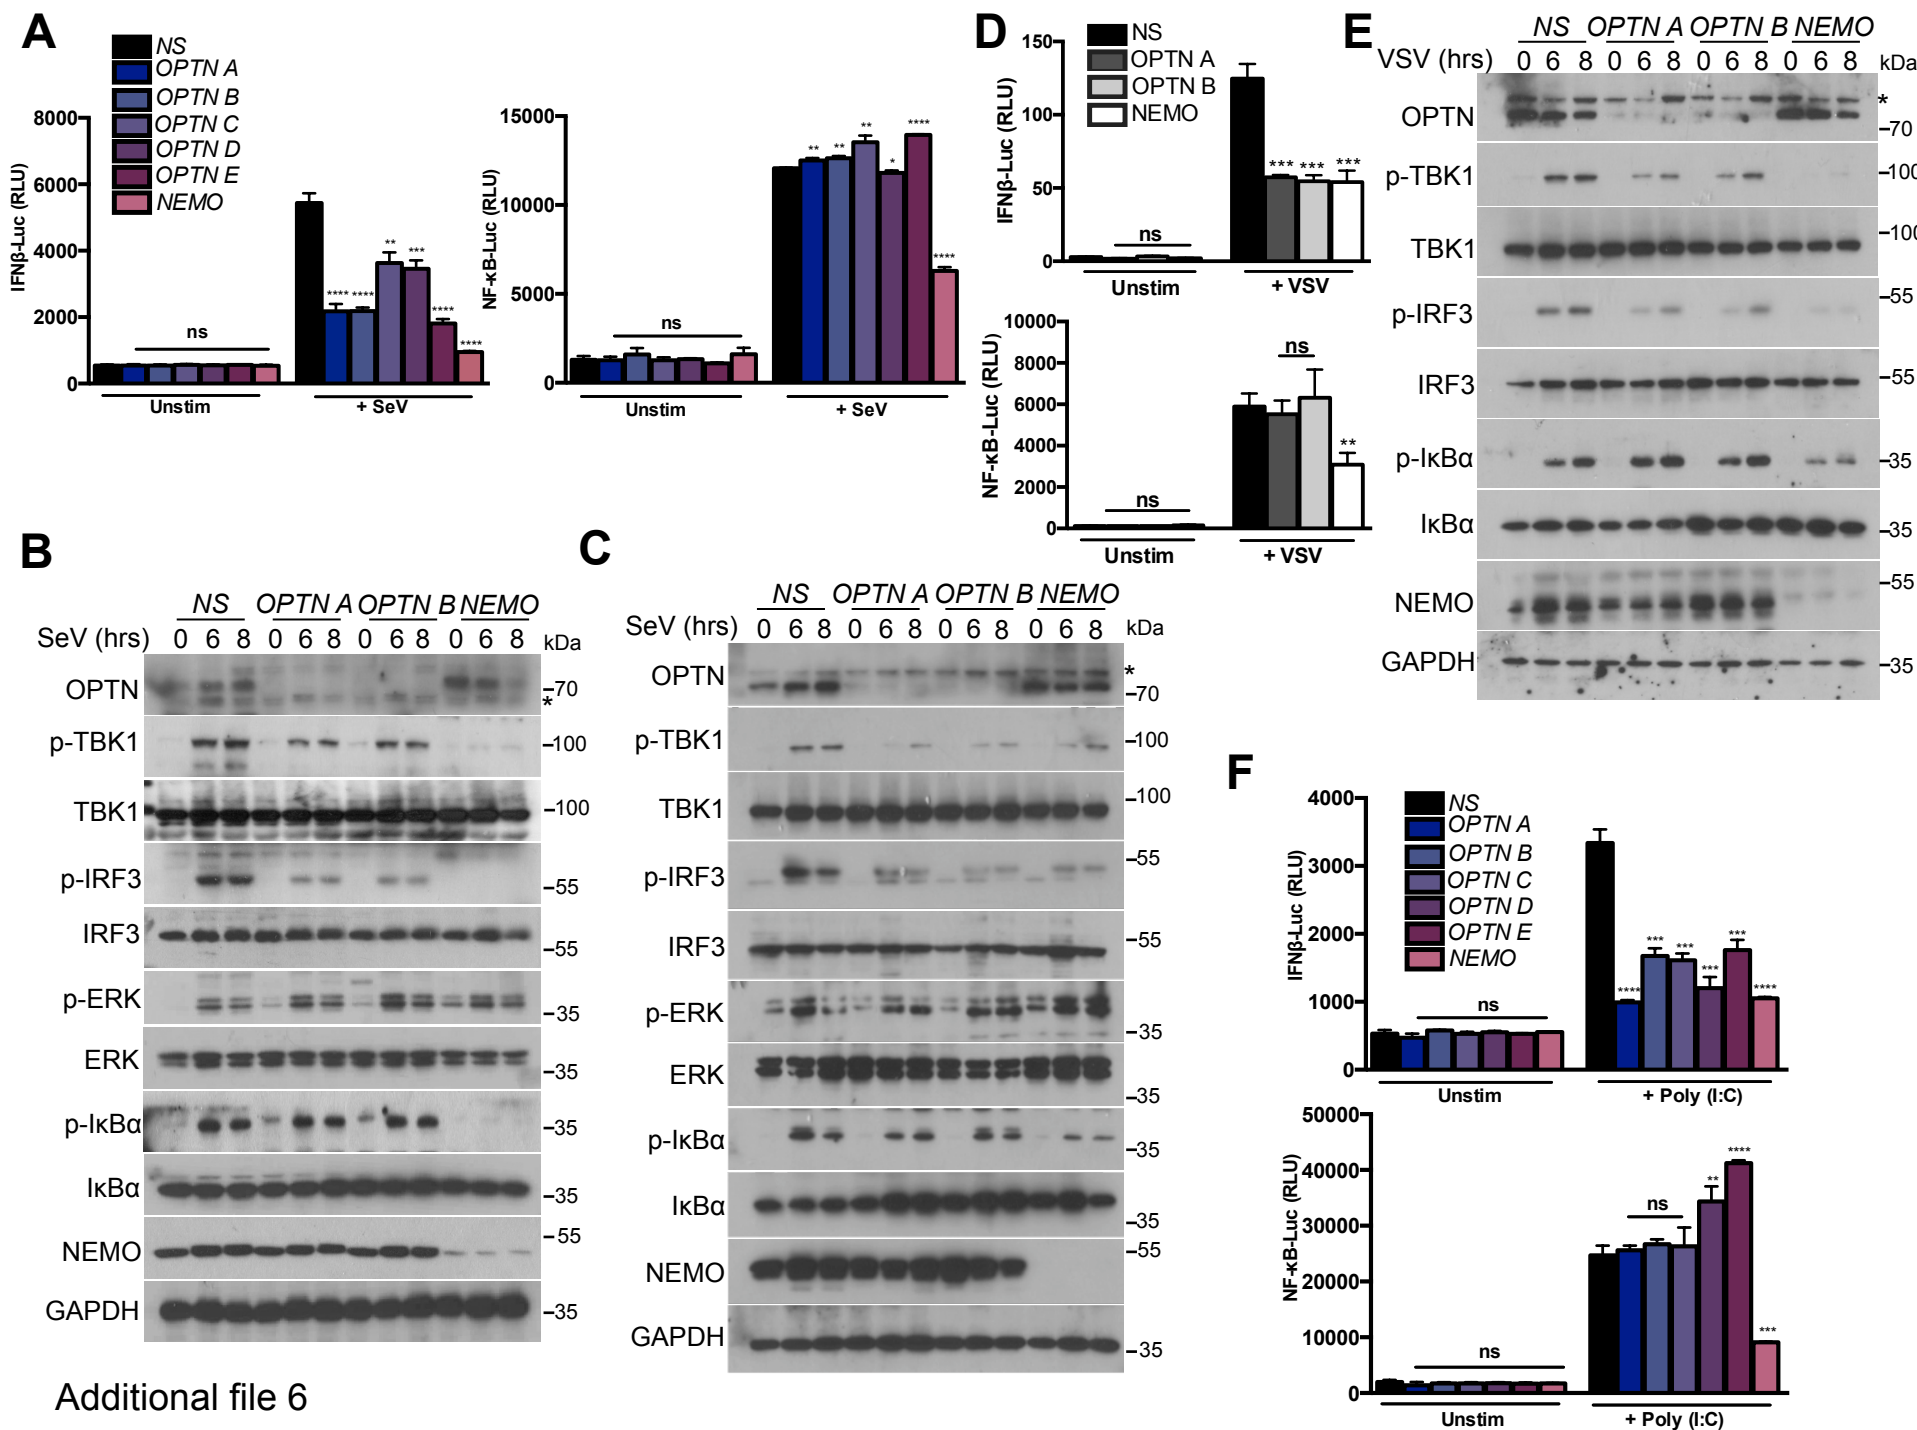 A
NS
OPTN A
OPTN B
OPTN C
OPTN D
OPTN E
NEMO
IFNβ-Luc (RLU)
8000
6000
4000
2000
0
ns
**** **** ** *** **** ****
Unstim
+ SeV
NF-κB-Luc (RLU)
15000
10000
5000
0
ns
** ** ** * **** ****
Unstim
+ SeV
B
NS OPTN A OPTN B NEMO
SeV (hrs) 0 6 8 0 6 8 0 6 8 0 6 8 kDa
OPTN –70
*
p-TBK1 –100
TBK1 –100
p-IRF3 –55
IRF3 –55
p-ERK –35
ERK –35
p-IκBα –35
IκBα –35
NEMO –55
GAPDH –35
C
NS OPTN A OPTN B NEMO
SeV (hrs) 0 6 8 0 6 8 0 6 8 0 6 8 kDa
OPTN *
–70
p-TBK1 –100
TBK1 –100
p-IRF3 –55
IRF3 –55
p-ERK –35
ERK –35
p-IκBα –35
IκBα –35
NEMO –55
GAPDH –35
D
NS
OPTN A
OPTN B
NEMO
IFNβ-Luc (RLU)
150
100
50
0
ns
*** *** ***
Unstim
+ VSV
NF-κB-Luc (RLU)
10000
8000
6000
4000
2000
0
ns
ns
**
Unstim
+ VSV
E
NS OPTN A OPTN B NEMO
VSV (hrs) 0 6 8 0 6 8 0 6 8 0 6 8 kDa
OPTN *
–70
p-TBK1 –100
TBK1 –100
p-IRF3 –55
IRF3 –55
p-IκBα –35
IκBα –35
NEMO –55
GAPDH –35
F
NS
OPTN A
OPTN B
OPTN C
OPTN D
OPTN E
NEMO
IFNβ-Luc (RLU)
4000
3000
2000
1000
0
ns
**** *** *** *** *** ****
Unstim
+ Poly (I:C)
NF-κB-Luc (RLU)
50000
40000
30000
20000
10000
0
ns
ns
** **** ***
Unstim
+ Poly (I:C)
Additional file 6